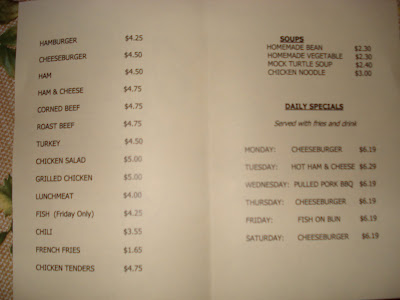 HAMBURGER $4.25
CHEESEBURGER $4.50
HAM $4.50
HAM & CHEESE $4.75
CORNED BEEF $4.75
ROAST BEEF $4.75
TURKEY $4.50
CHICKEN SALAD $5.00
GRILLED CHICKEN $5.00
LUNCHMEAT $4.00
FISH (Friday Only) $4.25
CHILI $3.55
FRENCH FRIES $1.65
CHICKEN TENDERS $4.75
SOUPS
HOMEMADE BEAN $2.30
HOMEMADE VEGETABLE $2.30
MOCK TURTLE SOUP $2.40
CHICKEN NOODLE $3.00
DAILY SPECIALS
Served with fries and drink
MONDAY: CHEESEBURGER $6.19
TUESDAY: HOT HAM & CHEESE $6.29
WEDNESDAY: PULLED PORK BBQ $6.19
THURSDAY: CHEESEBURGER $6.19
FRIDAY: FISH ON BUN $6.19
SATURDAY: CHEESEBURGER $6.19